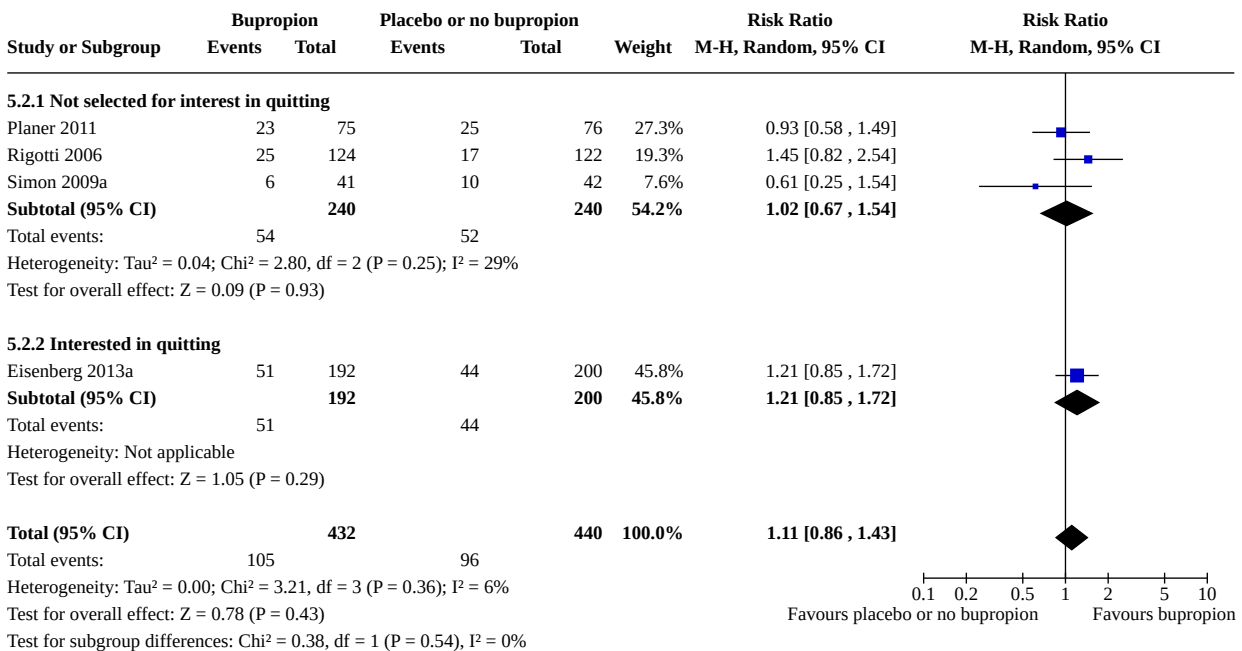 Bupropion Placebo or no bupropion Risk Ratio Risk Ratio
Study or Subgroup Events Total Events Total Weight M-H, Random, 95% CI M-H, Random, 95% CI
5.2.1 Not selected for interest in quitting
Planer 2011 23 75 25 76 27.3% 0.93 [0.58 , 1.49]
Rigotti 2006 25 124 17 122 19.3% 1.45 [0.82 , 2.54]
Simon 2009a 6 41 10 42 7.6% 0.61 [0.25 , 1.54]
Subtotal (95% CI) 240 240 54.2% 1.02 [0.67 , 1.54]
Total events: 54 52
Heterogeneity: Tau² = 0.04; Chi² = 2.80, df = 2 (P = 0.25); I² = 29%
Test for overall effect: Z = 0.09 (P = 0.93)
5.2.2 Interested in quitting
Eisenberg 2013a 51 192 44 200 45.8% 1.21 [0.85 , 1.72]
Subtotal (95% CI) 192 200 45.8% 1.21 [0.85 , 1.72]
Total events: 51 44
Heterogeneity: Not applicable
Test for overall effect: Z = 1.05 (P = 0.29)
Total (95% CI) 432 440 100.0% 1.11 [0.86 , 1.43]
Total events: 105 96
Heterogeneity: Tau² = 0.00; Chi² = 3.21, df = 3 (P = 0.36); I² = 6%
0.1 0.2 0.5 1 2 5 10
Test for overall effect: Z = 0.78 (P = 0.43) Favours placebo or no bupropion Favours bupropion
Test for subgroup differences: Chi² = 0.38, df = 1 (P = 0.54), I² = 0%